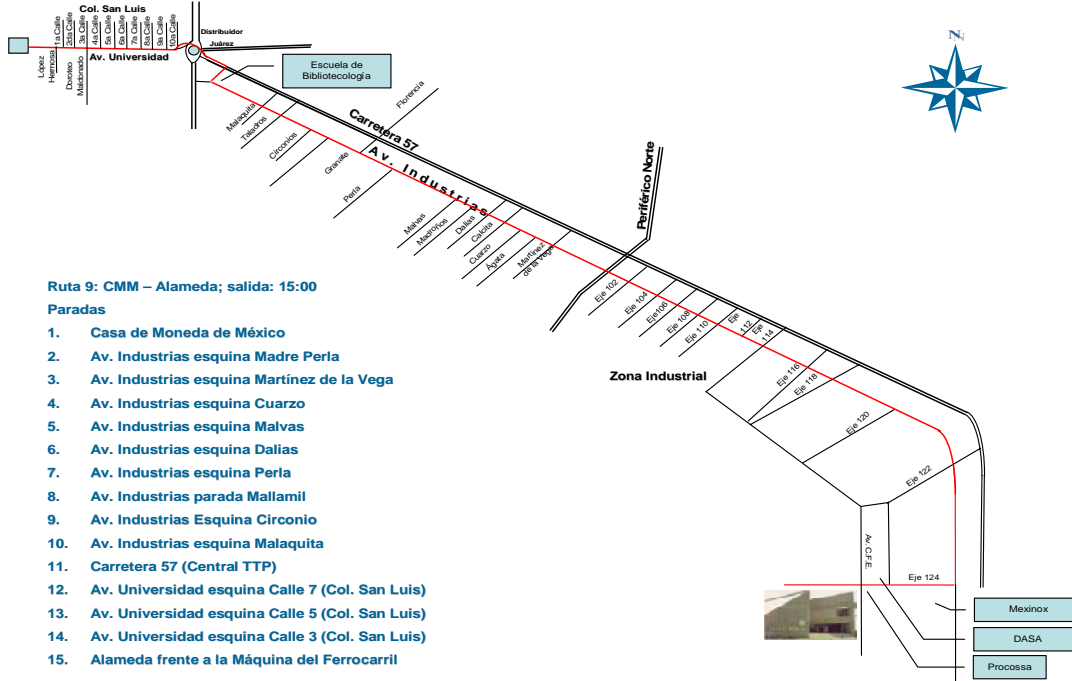 Col. San Luis
1a Calle
2da Calle
3a Calle
4a Calle
5a Calle
6a Calle
7a Calle
8a Calle
9a Calle
10a Calle
Distribuidor
Juárez
Av. Universidad
López
Hermosa
Doroteo
Maldonado
Escuela de
Bibliotecología
N
Malaquita
Taladros
Circonios
Granate
Florencia
Perla
Carretera 57
Av. Industrias
Malvas
Madroños
Dalias
Calcita
Cuarzo
Ágata
Martínez
de la Vega
Periférico Norte
Eje 102
Eje 104
Eje106
Eje 108
Eje 110
Eje
112
Eje
114
Eje 116
Eje 118
Eje 120
Eje 122
Zona Industrial
Av. C.F.E.
Eje 124
Mexinox
DASA
Procossa
Ruta 9: CMM – Alameda; salida: 15:00
Paradas
1. Casa de Moneda de México
2. Av. Industrias esquina Madre Perla
3. Av. Industrias esquina Martínez de la Vega
4. Av. Industrias esquina Cuarzo
5. Av. Industrias esquina Malvas
6. Av. Industrias esquina Dalias
7. Av. Industrias esquina Perla
8. Av. Industrias parada Mallamil
9. Av. Industrias Esquina Circonio
10. Av. Industrias esquina Malaquita
11. Carretera 57 (Central TTP)
12. Av. Universidad esquina Calle 7 (Col. San Luis)
13. Av. Universidad esquina Calle 5 (Col. San Luis)
14. Av. Universidad esquina Calle 3 (Col. San Luis)
15. Alameda frente a la Máquina del Ferrocarril